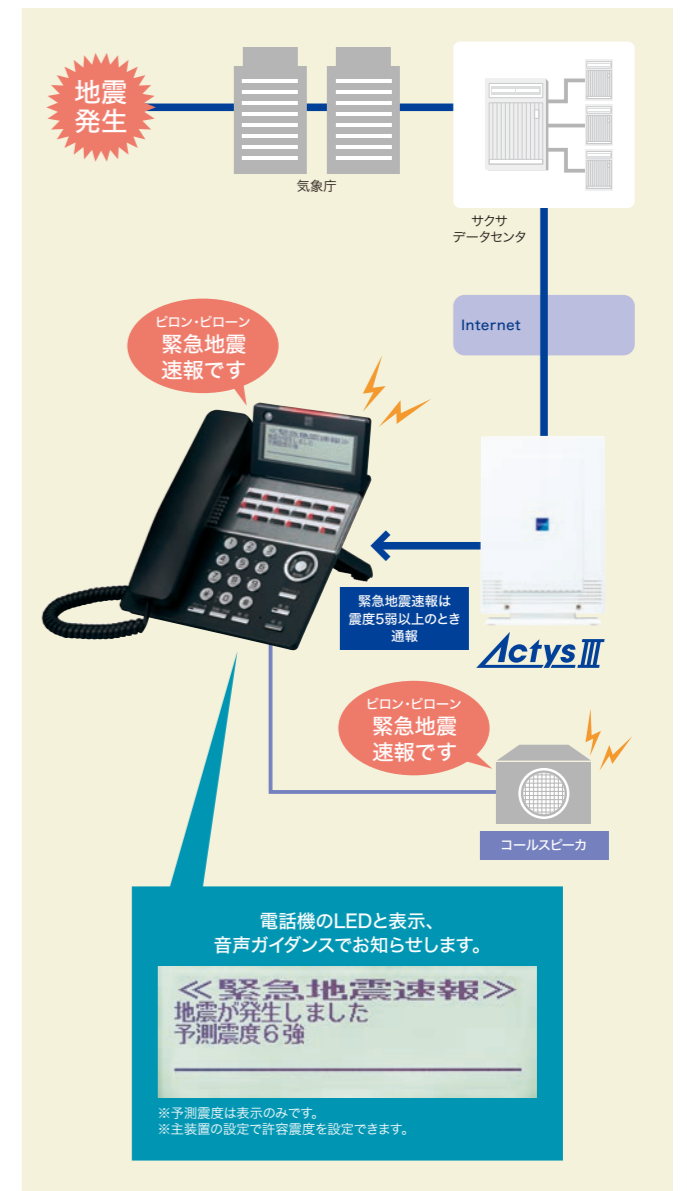 地震
発生
気象庁
サクサ
データセンタ
Internet
ピロン・ピローン
緊急地震
速報です
緊急地震速報は
震度5弱以上のとき
通報
Actys III
ピロン・ピローン
緊急地震
速報です
コールスピーカ
電話機のLEDと表示、
音声ガイダンスでお知らせします。
≪緊急地震速報≫
地震が発生しました
予測震度6強
※予測震度は表示のみです。
※主装置の設定で許容震度を設定できます。